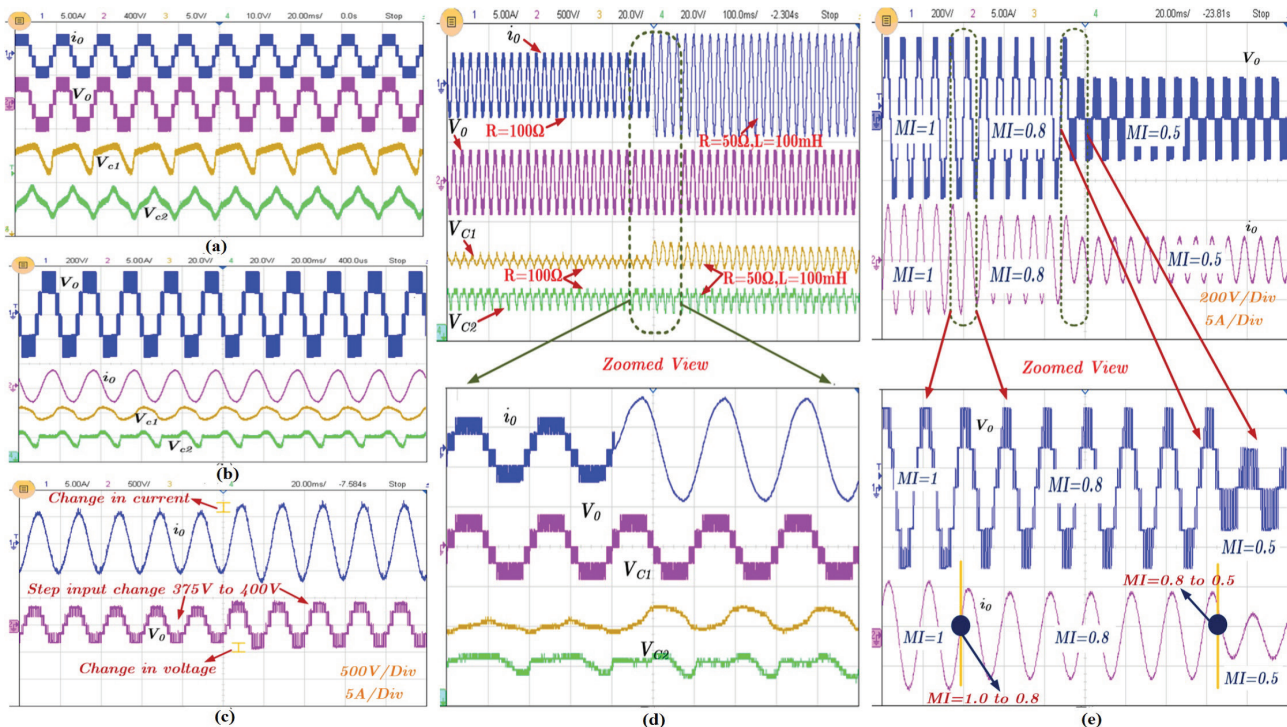 1 5.00A/ 2 400V/ 3 10.0V/ 4 10.0V/ 20.00ms/ 0.0s Stop
i0
V0
Vc1
Vc2
(a)
1 200V/ 2 5.00A/ 3 20.0V 4 20.0V 20.00ms/ 400.0us Stop
V0
i0
Vc1
Vc2
(b)
1 5.00A/ 2 500V/ 3 4 20.00ms/ -7.584s Stop
Change in current
i0
Step input change 375V to 400V
V0
Change in voltage
500V/Div
5A/Div
(c)
1 5.00A/ 2 500V/ 3 20.0V/ 4 20.0V/ 100.0ms/ -2.304s Stop
i0
R=100Ω
R=50Ω,L=100mH
V0
VC1
R=100Ω
R=50Ω,L=100mH
VC2
Zoomed View
i0
V0
VC1
VC2
(d)
1 200V/ 2 5.00A/ 3 4 20.00ms/ -23.81s Stop
V0
MI=1 MI=0.8 MI=0.5
i0
MI=1 MI=0.8 MI=0.5
200V/Div
5A/Div
Zoomed View
V0
MI=1 MI=0.8
MI=0.5
MI=0.8 to 0.5
i0
MI=1 MI=0.8
MI=0.5
MI=1.0 to 0.8
(e)